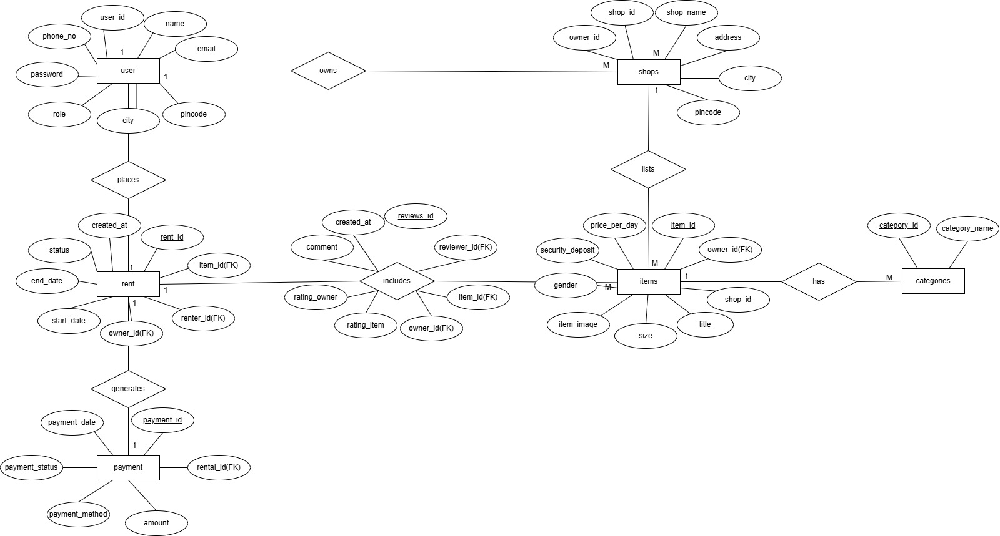 user_id
name
phone_no
email
1
user
1
password
role
city
pincode
owns
shop_id
shop_name
owner_id
address
M
M
shops
city
1
pincode
places
lists
created_at
rent_id
status
item_id(FK)
1
end_date
rent
1
1
start_date
renter_id(FK)
owner_id(FK)
reviews_id
created_at
comment
reviewer_id(FK)
includes
rating_owner
item_id(FK)
rating_item
owner_id(FK)
price_per_day
item_id
security_deposit
owner_id(FK)
M
1
gender
M
items
shop_id
item_image
title
size
has
M
category_id
category_name
categories
generates
payment_date
payment_id
1
payment_status
payment
rental_id(FK)
payment_method
amount